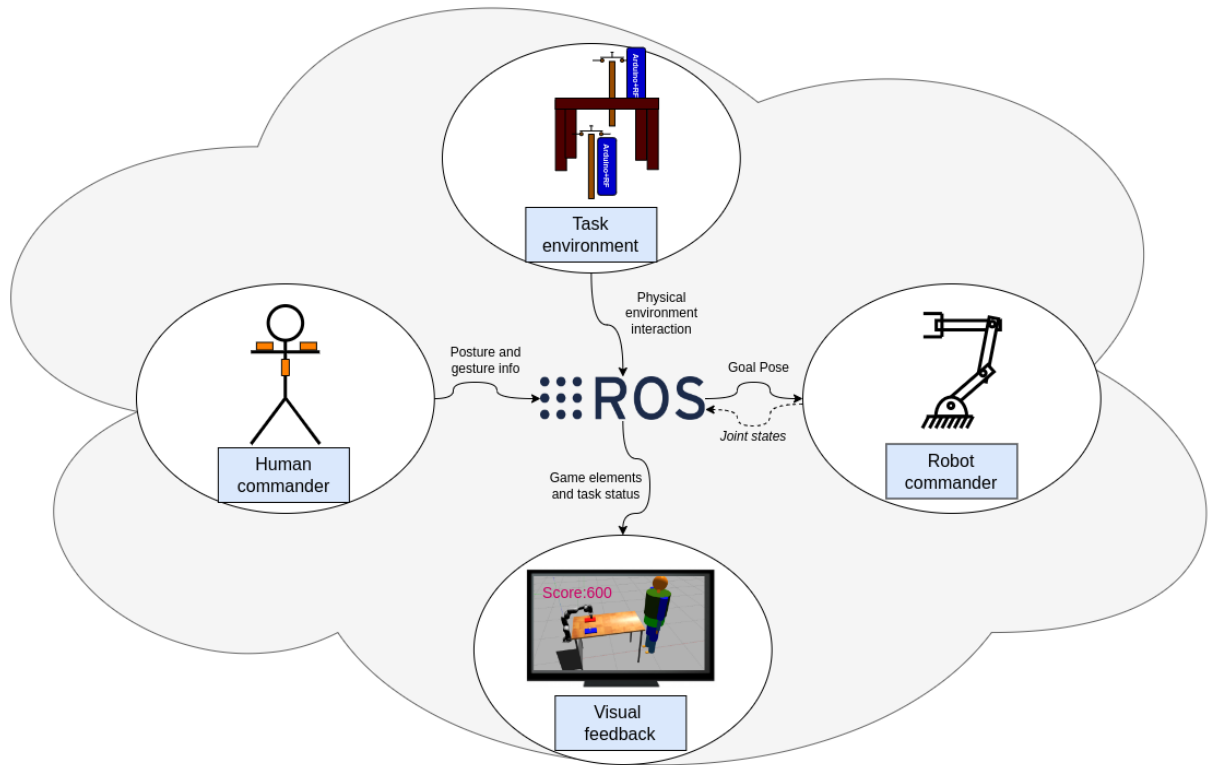 Arduino+RF
Arduino+RF
Task
environment
Physical
environment
interaction
Posture and
gesture info
ROS
Goal Pose
Joint states
Human
commander
Robot
commander
Game elements
and task status
Score:600
Visual
feedback